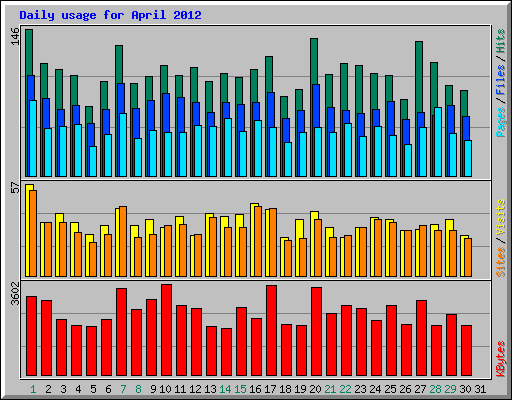 Daily usage for April 2012
146
Pages / Files / Hits
57
Sites / Visits
3602
KBytes
1 2 3 4 5 6 7 8 9 10 11 12 13 14 15 16 17 18 19 20 21 22 23 24 25 26 27 28 29 30 31